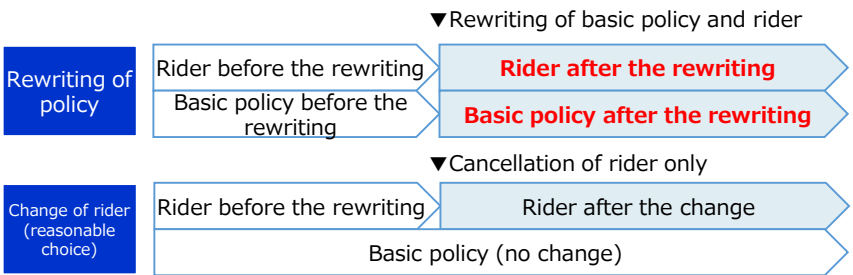 ▼Rewriting of basic policy and rider
Rewriting of
policy
Rider before the rewriting
Rider after the rewriting
Basic policy before the
rewriting
Basic policy after the rewriting
▼Cancellation of rider only
Change of rider
(reasonable
choice)
Rider before the rewriting
Rider after the change
Basic policy (no change)